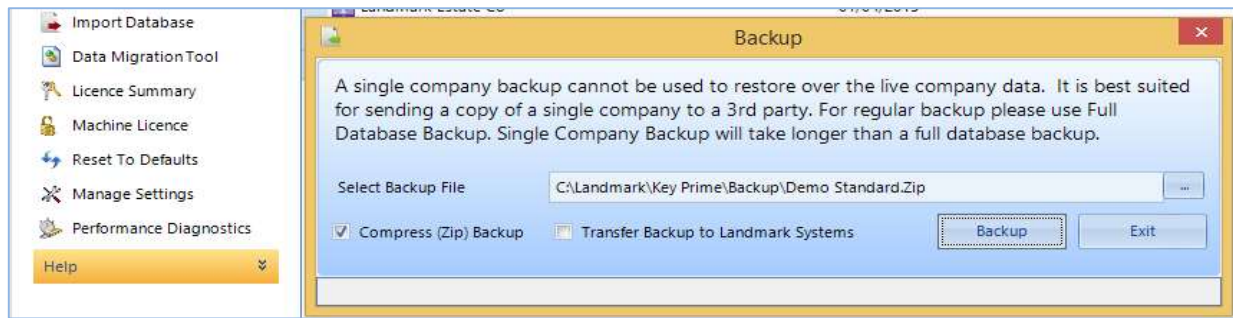 Import Database
Data Migration Tool
Licence Summary
Machine Licence
Reset To Defaults
Manage Settings
Performance Diagnostics
Help
Landmark Estate Co
Backup
A single company backup cannot be used to restore over the live company data. It is best suited
for sending a copy of a single company to a 3rd party. For regular backup please use Full
Database Backup. Single Company Backup will take longer than a full database backup.
Select Backup File C:\Landmark\Key Prime\Backup\Demo Standard.Zip ...
Compress (Zip) Backup Transfer Backup to Landmark Systems Backup Exit